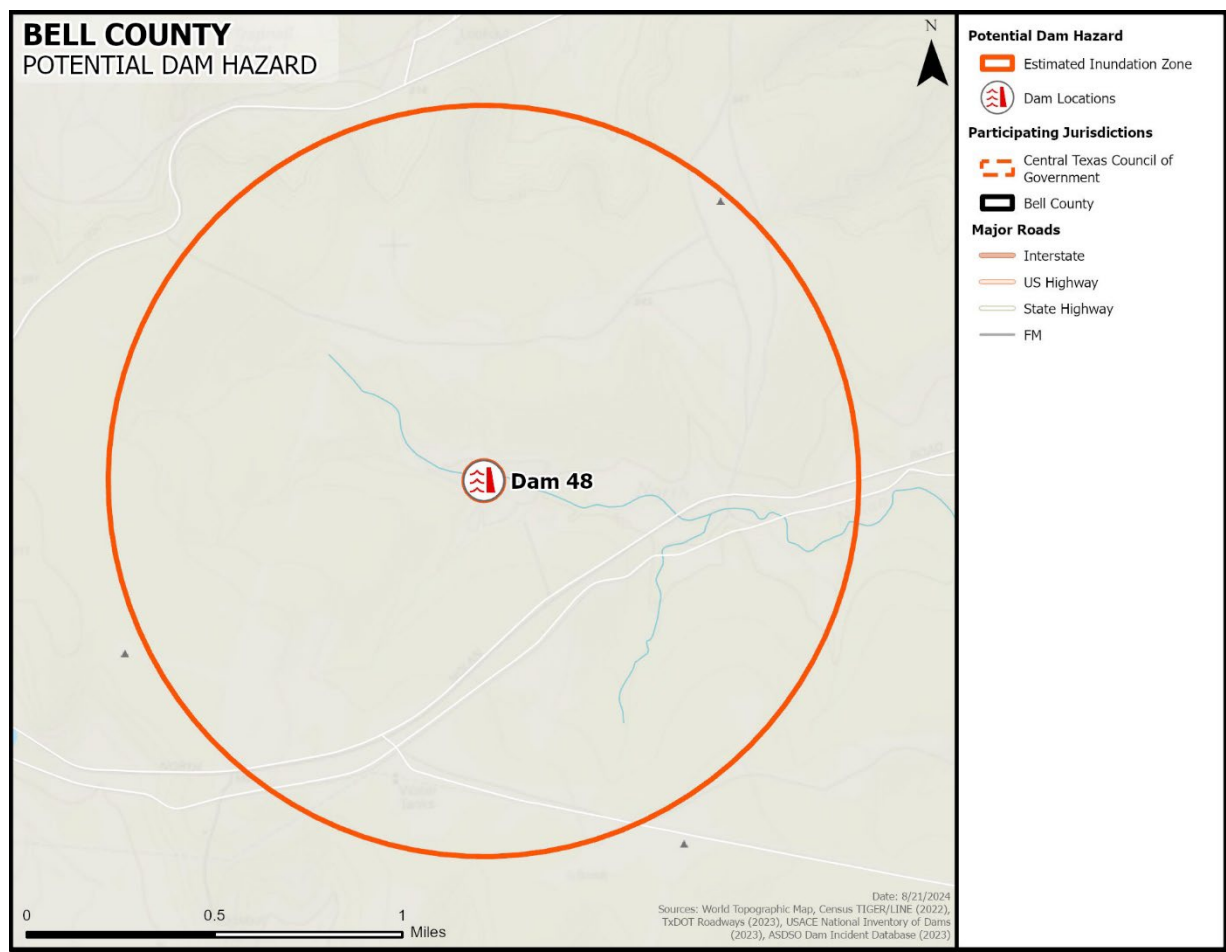 BELL COUNTY
POTENTIAL DAM HAZARD
N
Dam 48
0 0.5 1
Miles
Date: 8/21/2024
Sources: World Topographic Map, Census TIGER/LINE (2022),
TxDOT Roadways (2023), USACE National Inventory of Dams
(2023), ASDSO Dam Incident Database (2023)
Potential Dam Hazard
Estimated Inundation Zone
Dam Locations
Participating Jurisdictions
Central Texas Council of
Government
Bell County
Major Roads
Interstate
US Highway
State Highway
FM